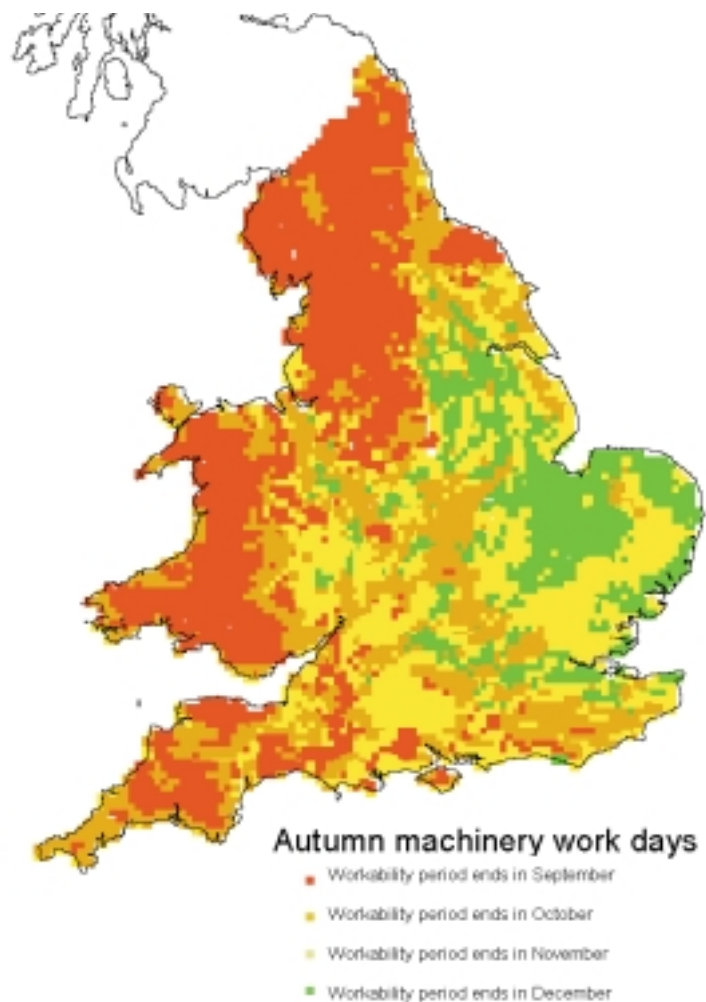 Autumn machinery work days
Workability period ends in September
Workability period ends in October
Workability period ends in November
Workability period ends in December